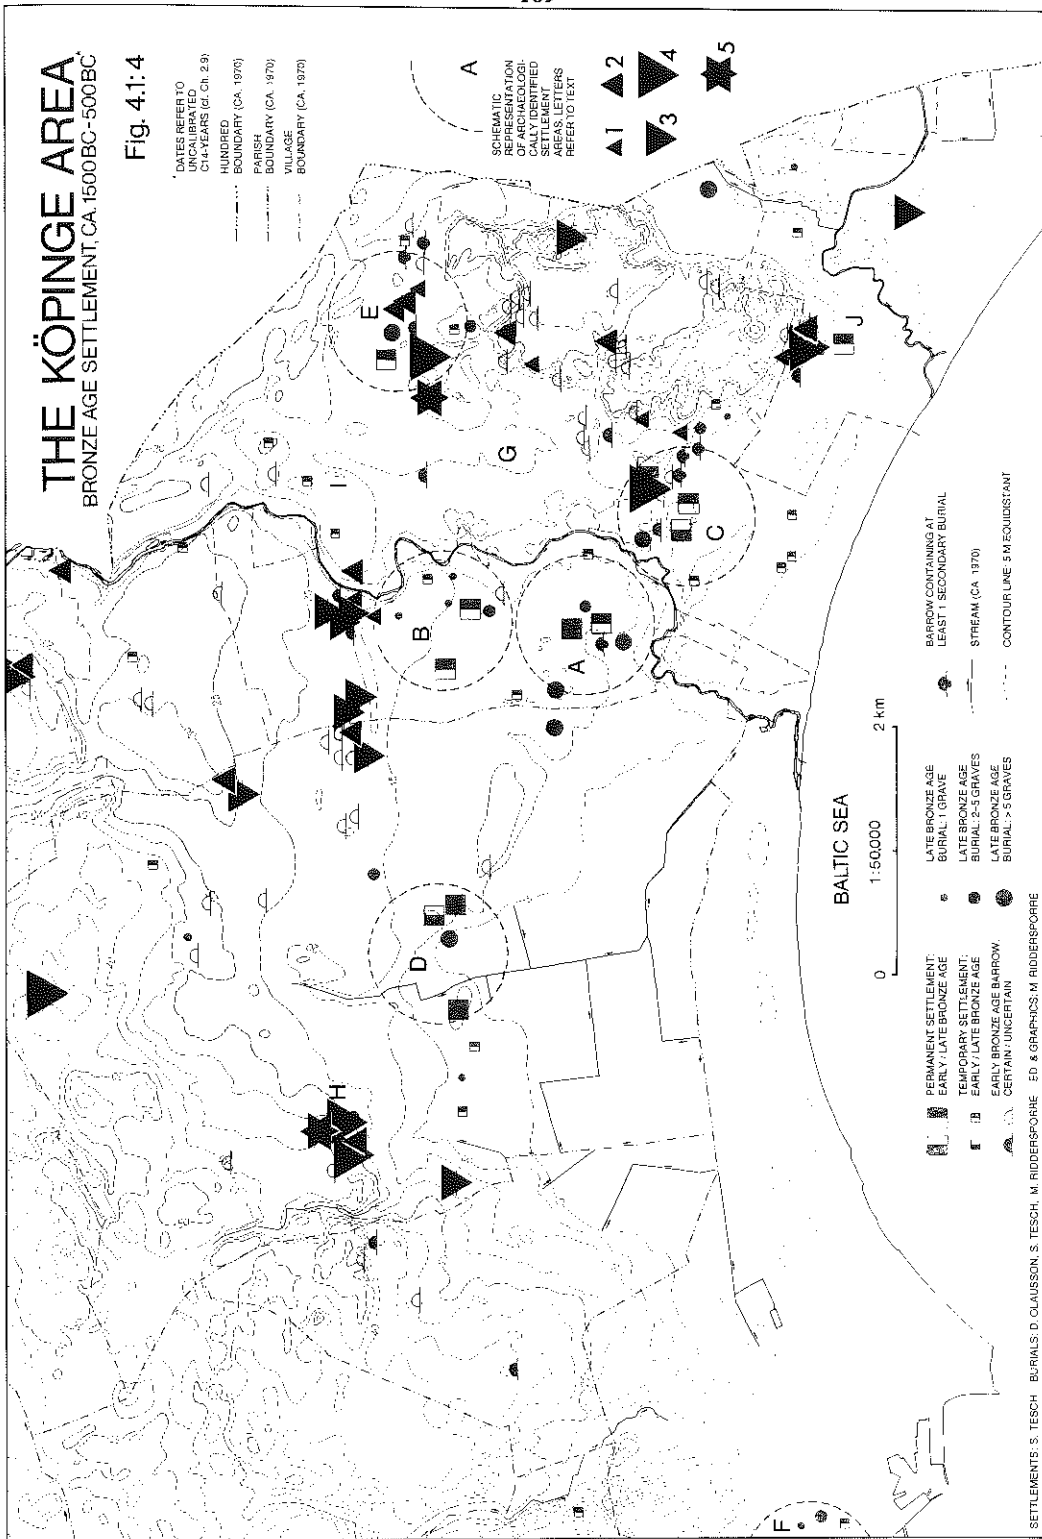 THE KÖPINGE AREA
BRONZE AGE SETTLEMENT, CA. 1500 BC-500 BC*
Fig. 4.1:4
* DATES REFER TO
UNCALIBRATED
C14-YEARS (cf. Ch. 2.9)
HUNDRED
BOUNDARY (CA. 1970)
PARISH
BOUNDARY (CA. 1970)
VILLAGE
BOUNDARY (CA. 1970)
A
SCHEMATIC
REPRESENTATION
OF ARCHAEOLOGI-
CALLY IDENTIFIED
SETTLEMENT
AREAS, LETTERS
REFER TO TEXT
1
2
3
4
5
E
I
G
B
A
C
J
D
H
F
25
BALTIC SEA
1:50.000
0
2 km
PERMANENT SETTLEMENT:
EARLY / LATE BRONZE AGE
TEMPORARY SETTLEMENT:
EARLY / LATE BRONZE AGE
EARLY BRONZE AGE BARROW,
CERTAIN / UNCERTAIN
LATE BRONZE AGE
BURIAL: 1 GRAVE
LATE BRONZE AGE
BURIAL: 2-5 GRAVES
LATE BRONZE AGE
BURIAL: > 5 GRAVES
BARROW CONTAINING AT
LEAST 1 SECONDARY BURIAL
STREAM (CA 1970)
CONTOUR LINE 5 M EQUIDISTANT
SETTLEMENTS: S. TESCH BURIALS: D. OLAUSSON, S. TESCH, M. RIDDERSPORRE ED & GRAPHICS: M RIDDERSPORRE